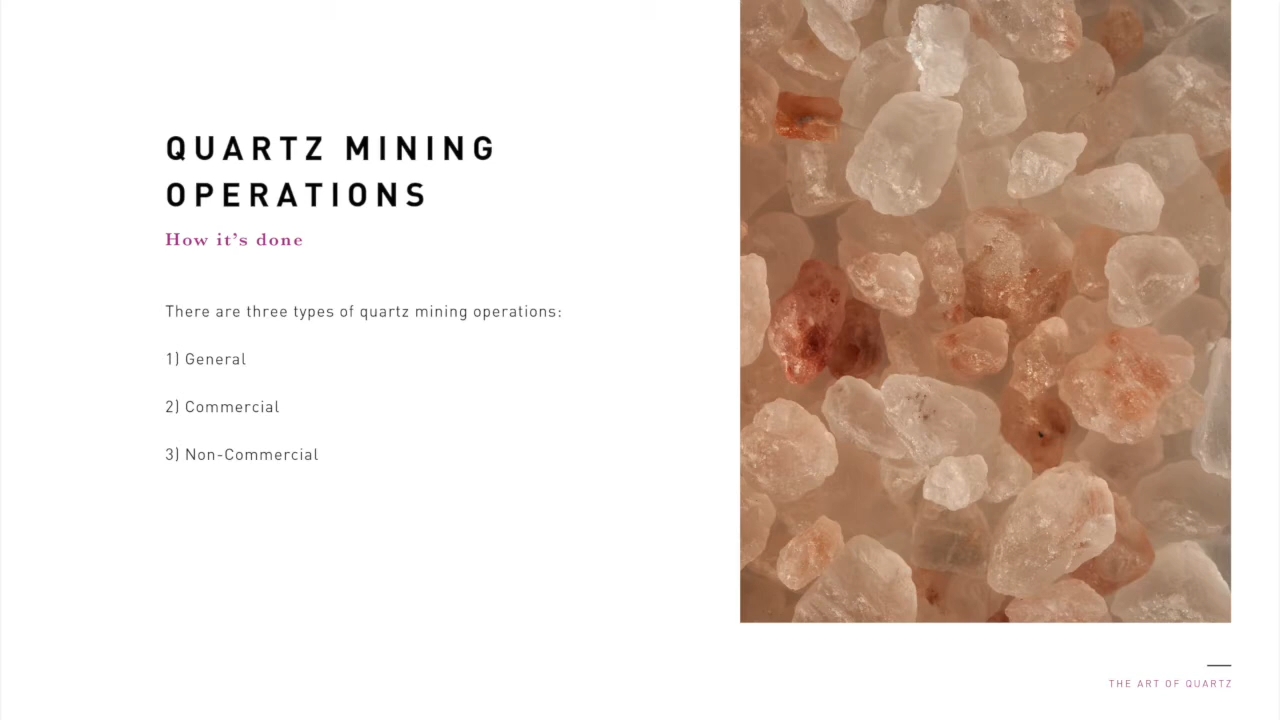 QUARTZ MINING
OPERATIONS
How it's done
There are three types of quartz mining operations:
1) General
2) Commercial
3) Non-Commercial
THE ART OF QUARTZ